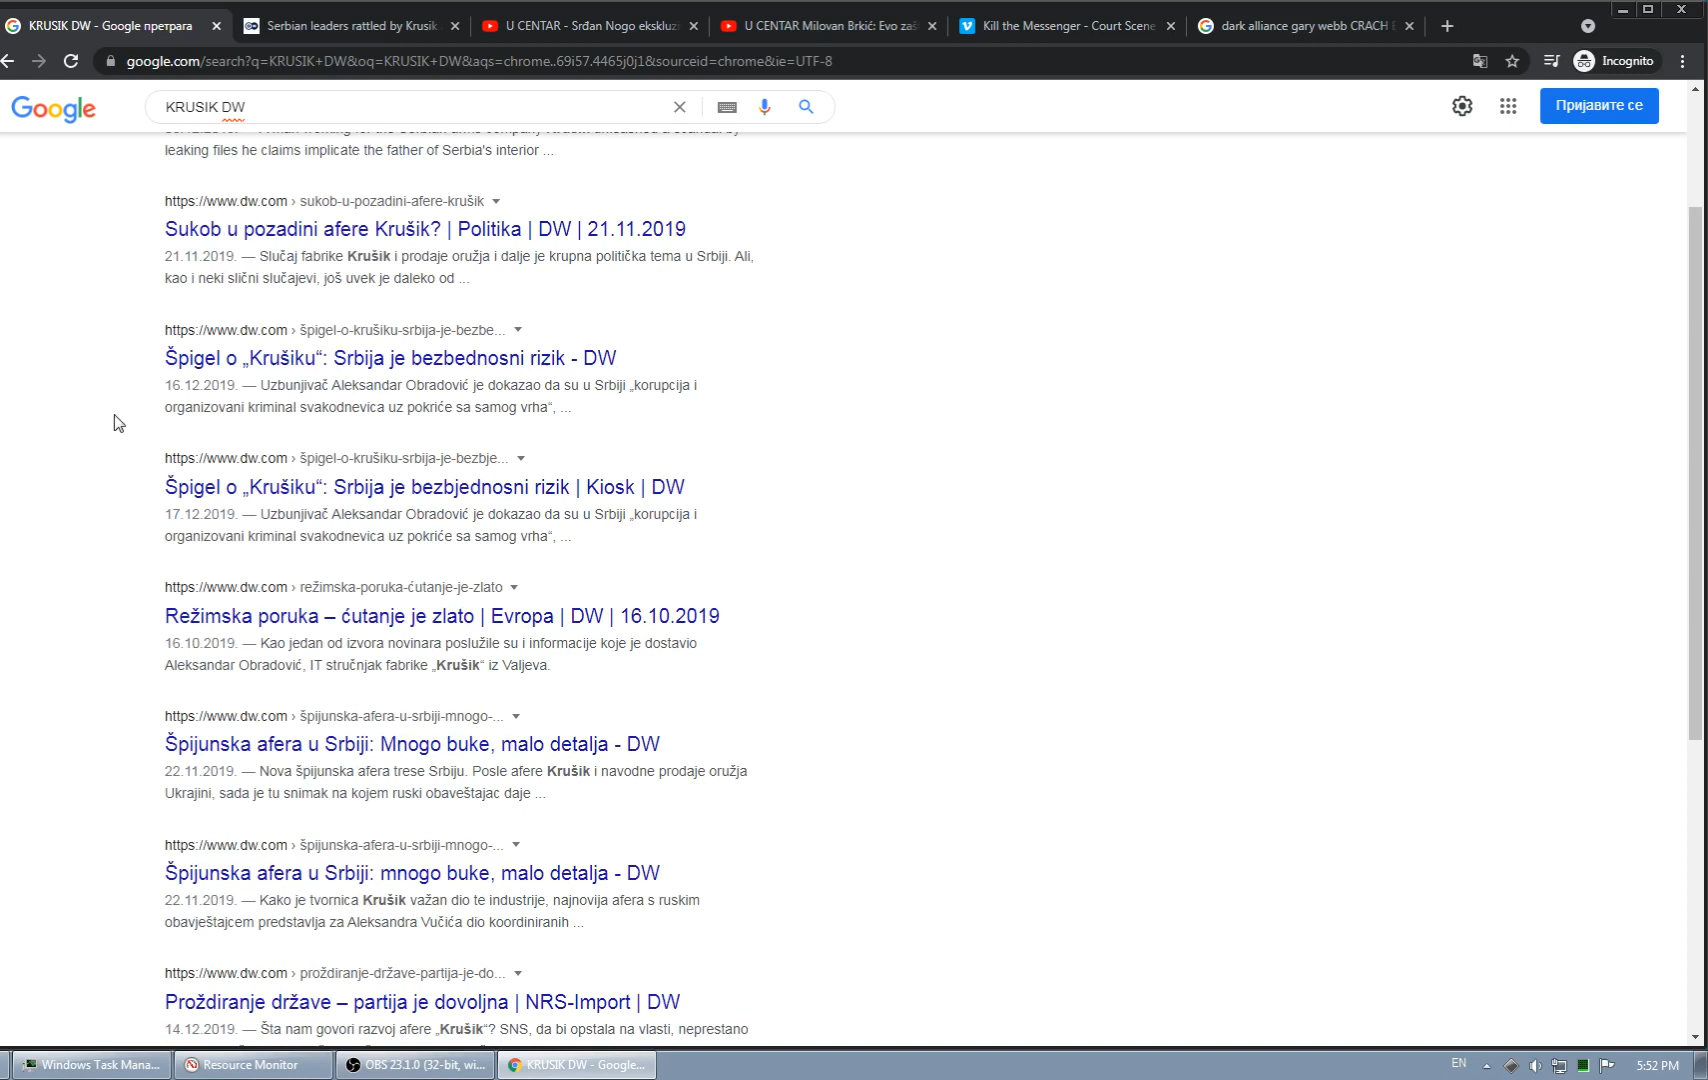 KRUSIK DW - Google претрага
Serbian leaders rattled by Krusik
U CENTAR - Srđan Nogo ekskluzi
U CENTAR Milovan Brkić: Evo zaš
Kill the Messenger - Court Scene
dark alliance gary webb CRACH
google.com/search?q=KRUSIK+DW&oq=KRUSIK+DW&aqs=chrome..69i57.4465j0j1&sourceid=chrome&ie=UTF-8
Incognito
Google
KRUSIK DW
Пријавите се
leaking files he claims implicate the father of Serbia's interior ...
https://www.dw.com › sukob-u-pozadini-afere-krušik
Sukob u pozadini afere Krušik? | Politika | DW | 21.11.2019
21.11.2019. — Slučaj fabrike Krušik i prodaje oružja i dalje je krupna politička tema u Srbiji. Ali,
kao i neki slični slučajevi, još uvek je daleko od ...
https://www.dw.com › špigel-o-krušiku-srbija-je-bezbe...
Špigel o „Krušiku“: Srbija je bezbednosni rizik - DW
16.12.2019. — Uzbunjivač Aleksandar Obradović je dokazao da su u Srbiji „korupcija i
organizovani kriminal svakodnevica uz pokriće sa samog vrha“, ...
https://www.dw.com › špigel-o-krušiku-srbija-je-bezbje...
Špigel o „Krušiku“: Srbija je bezbjednosni rizik | Kiosk | DW
17.12.2019. — Uzbunjivač Aleksandar Obradović je dokazao da su u Srbiji „korupcija i
organizovani kriminal svakodnevica uz pokriće sa samog vrha“, ...
https://www.dw.com › režimska-poruka-ćutanje-je-zlato
Režimska poruka – ćutanje je zlato | Evropa | DW | 16.10.2019
16.10.2019. — Kao jedan od izvora novinara poslužile su i informacije koje je dostavio
Aleksandar Obradović, IT stručnjak fabrike „Krušik“ iz Valjeva.
https://www.dw.com › špijunska-afera-u-srbiji-mnogo-...
Špijunska afera u Srbiji: Mnogo buke, malo detalja - DW
22.11.2019. — Nova špijunska afera trese Srbiju. Posle afere Krušik i navodne prodaje oružja
Ukrajini, sada je tu snimak na kojem ruski obaveštajac daje ...
https://www.dw.com › špijunska-afera-u-srbiji-mnogo-...
Špijunska afera u Srbiji: mnogo buke, malo detalja - DW
22.11.2019. — Kako je tvornica Krušik važan dio te industrije, najnovija afera s ruskim
obavještajcem predstavlja za Aleksandra Vučića dio koordiniranih ...
https://www.dw.com › proždiranje-države-partija-je-do...
Proždiranje države – partija je dovoljna | NRS-Import | DW
14.12.2019. — Šta nam govori razvoj afere „Krušik“? SNS, da bi opstala na vlasti, neprestano
Windows Task Mana...
Resource Monitor
OBS 23.1.0 (32-bit, wi...
KRUSIK DW - Google...
EN
5:52 PM